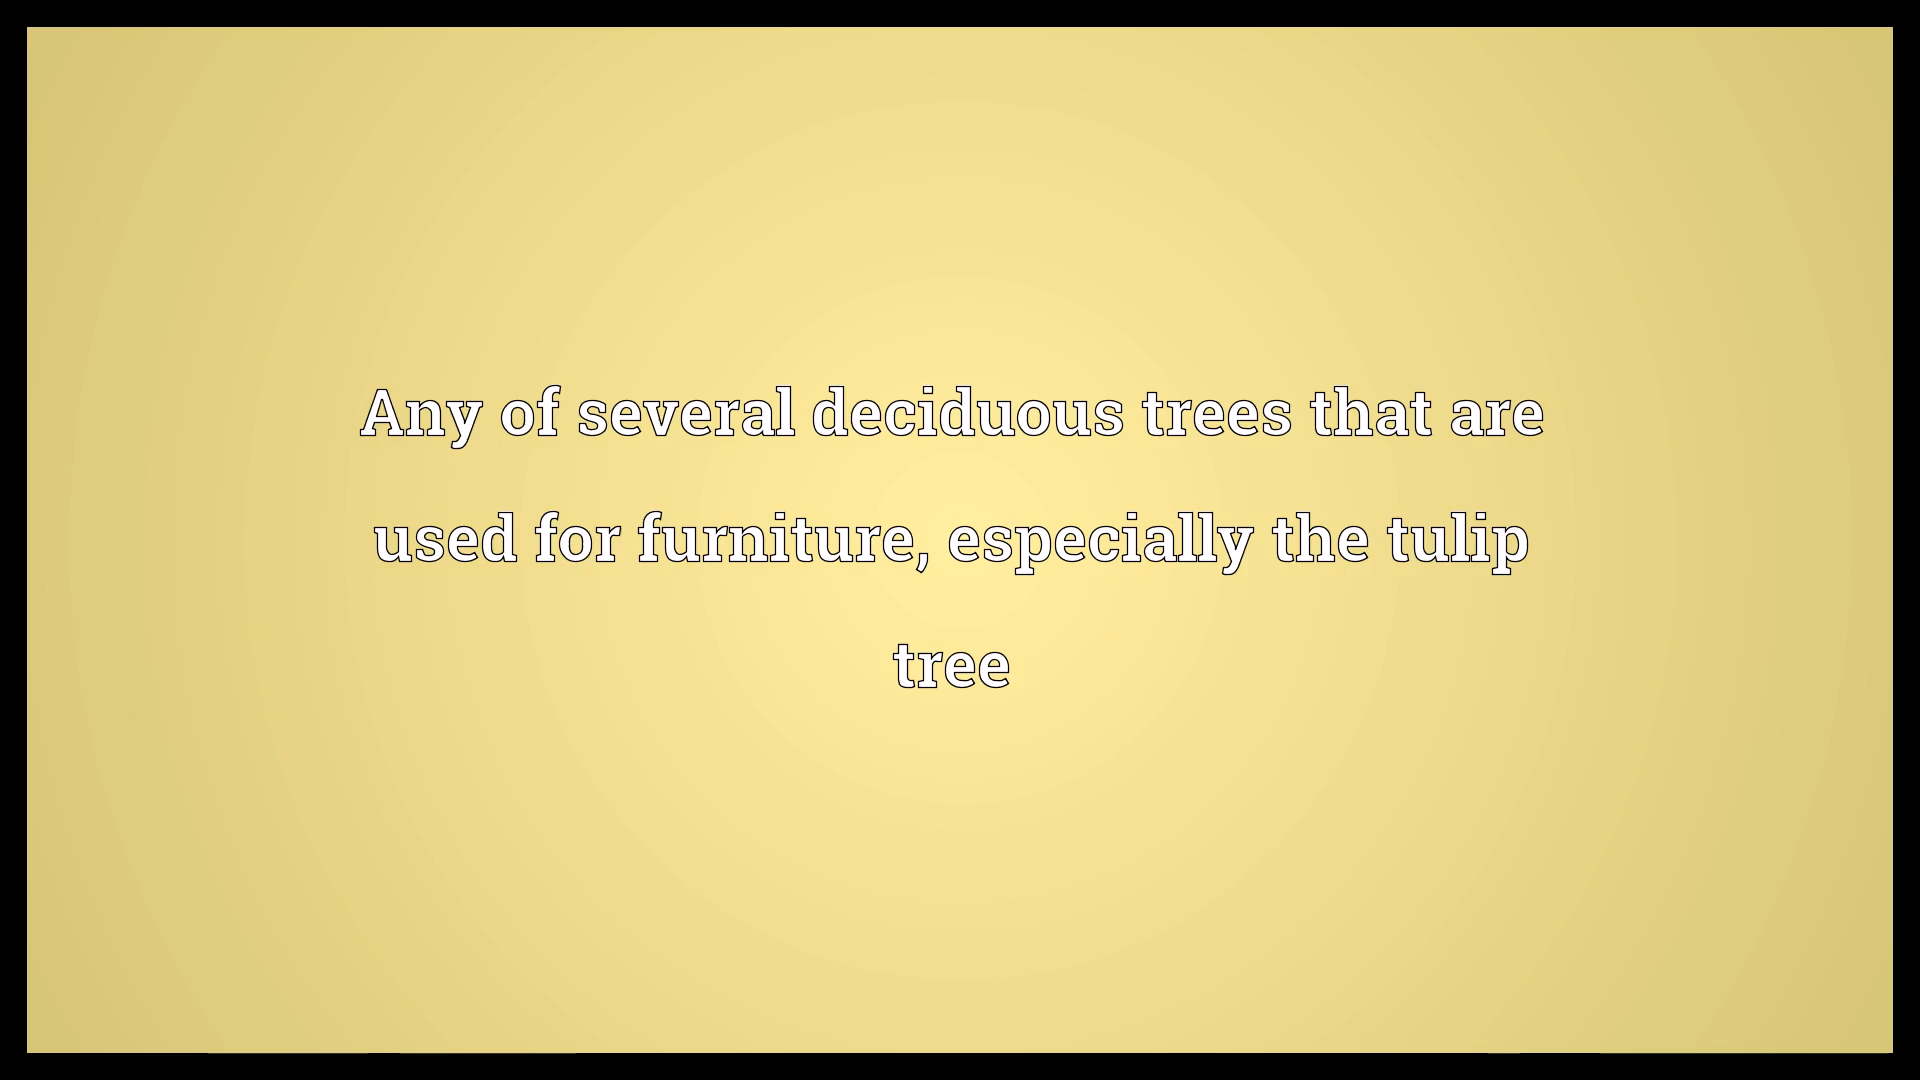 Any of several deciduous trees that are
used for furniture, especially the tulip
tree